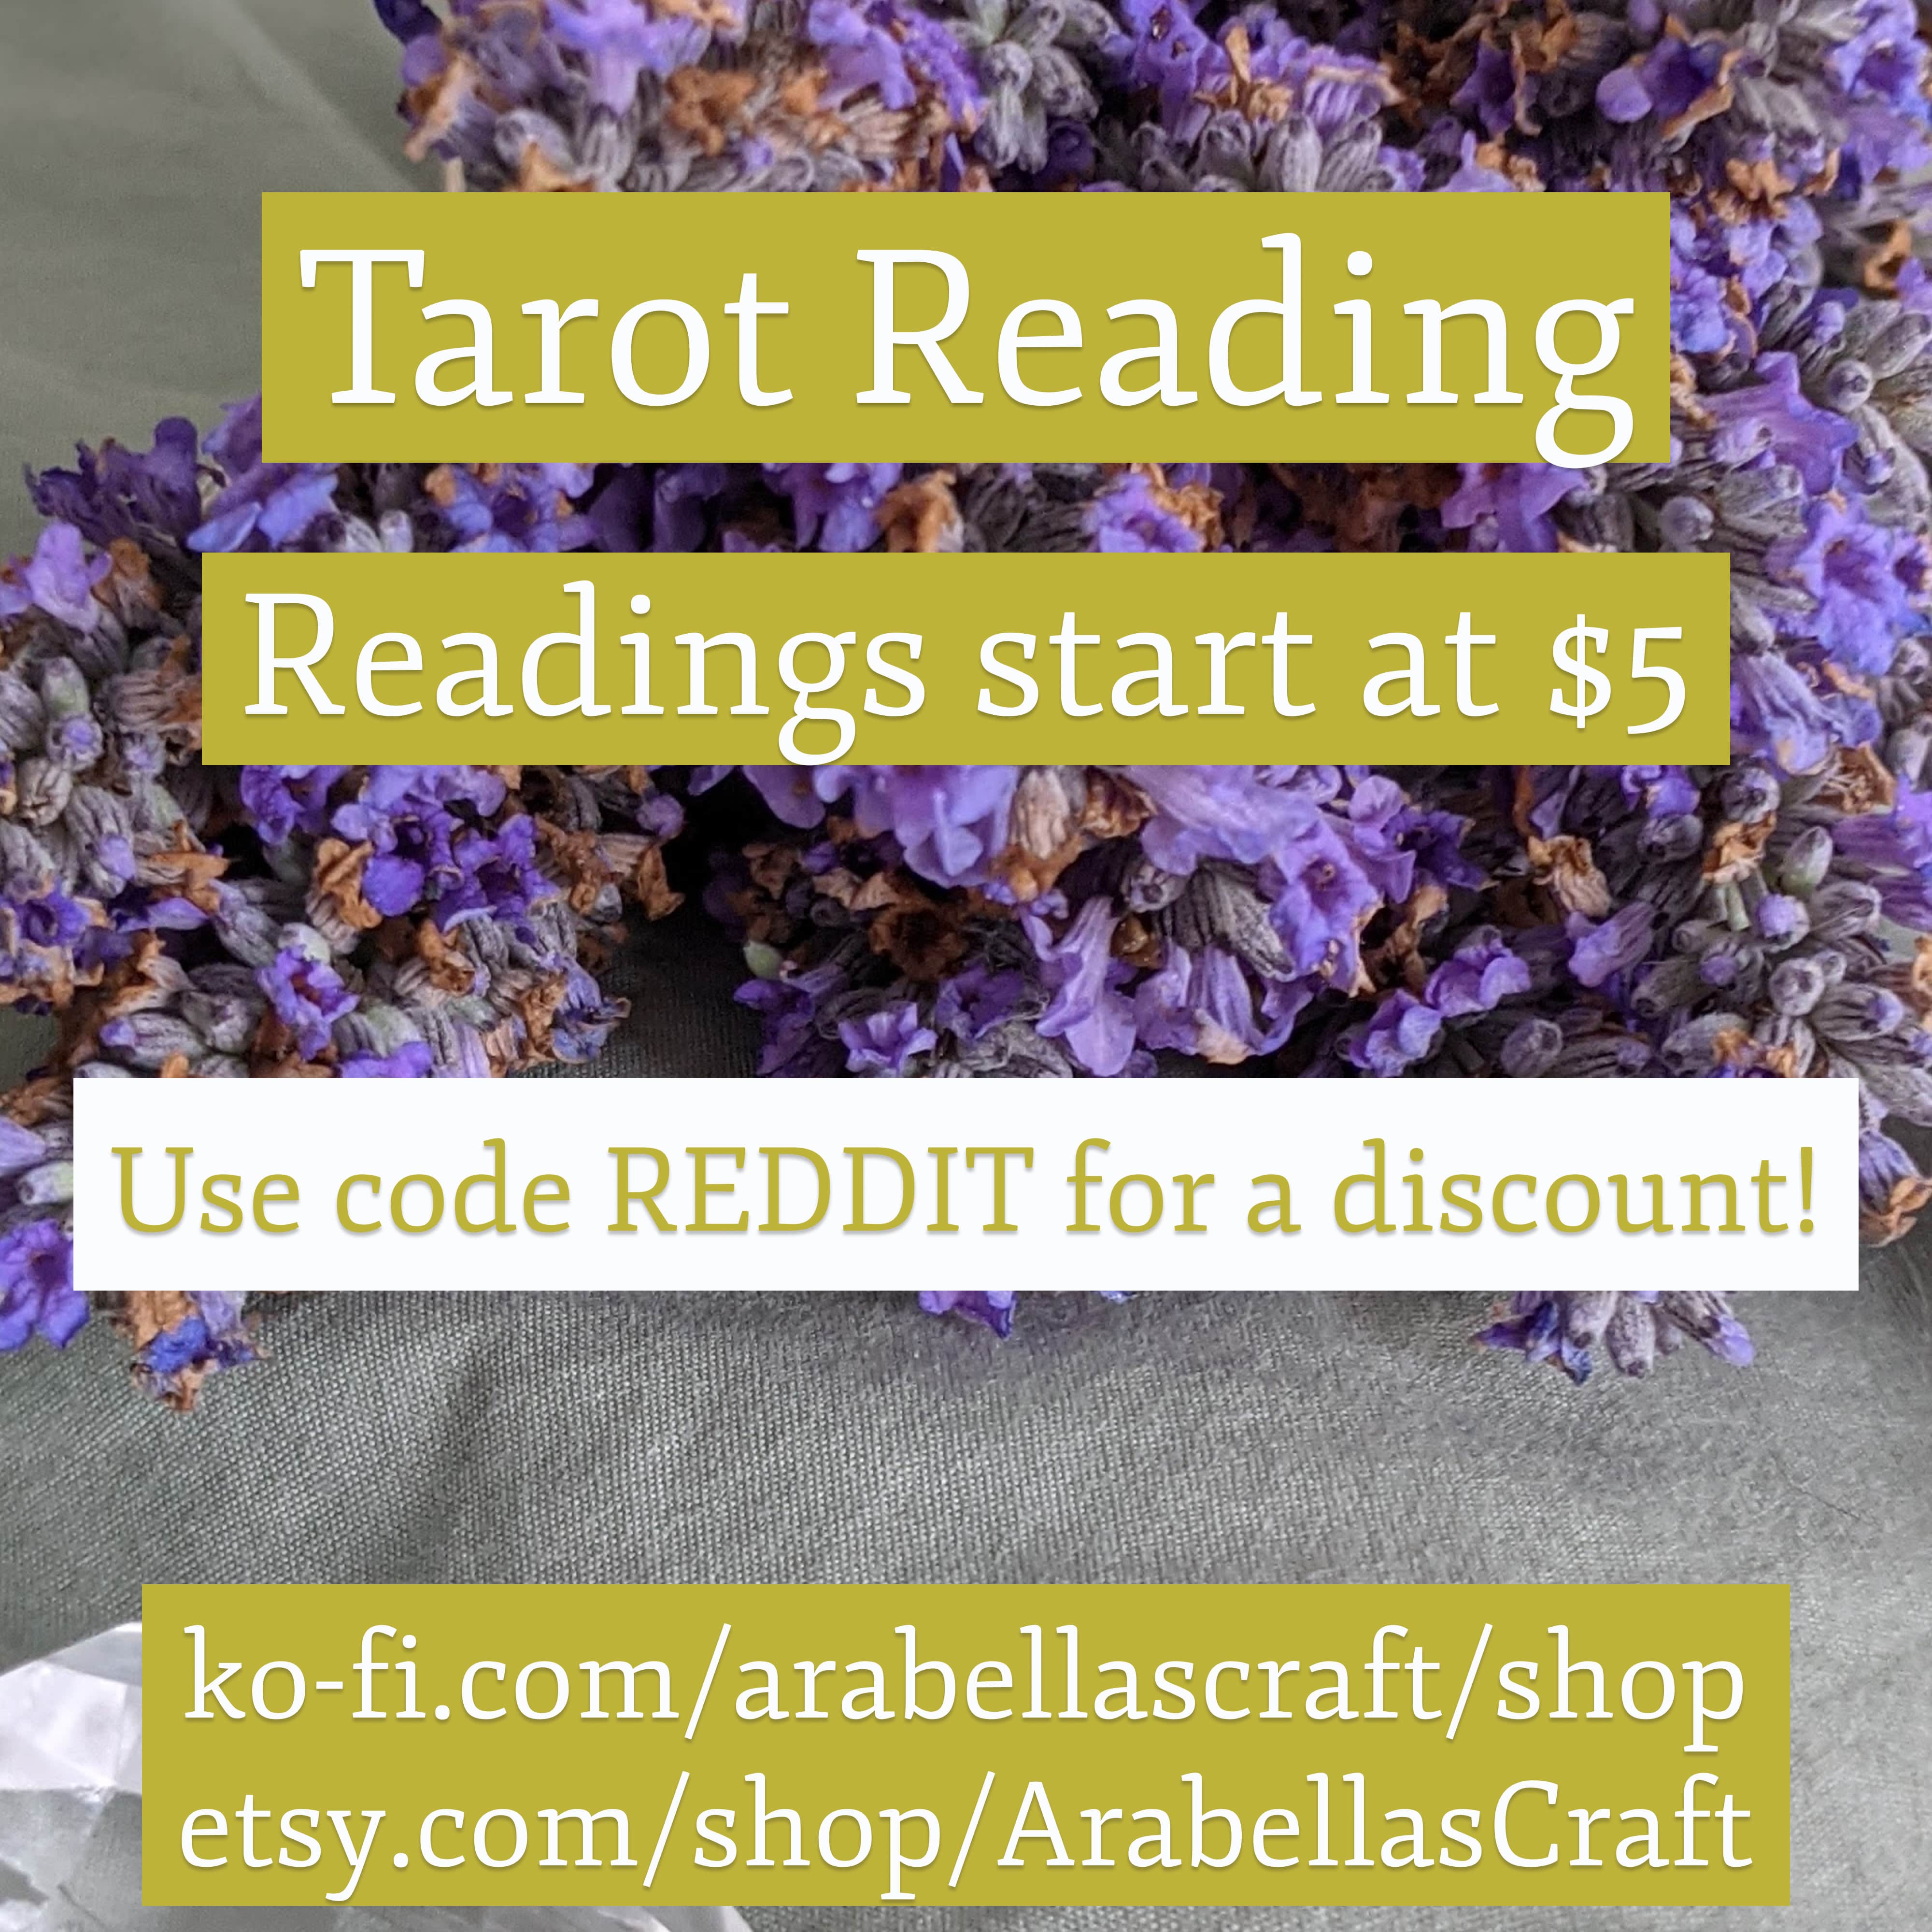 Tarot Reading
Readings start at $5
Use code REDDIT for a discount!
ko-fi.com/arabellascraft/shop
etsy.com/shop/ArabellasCraft